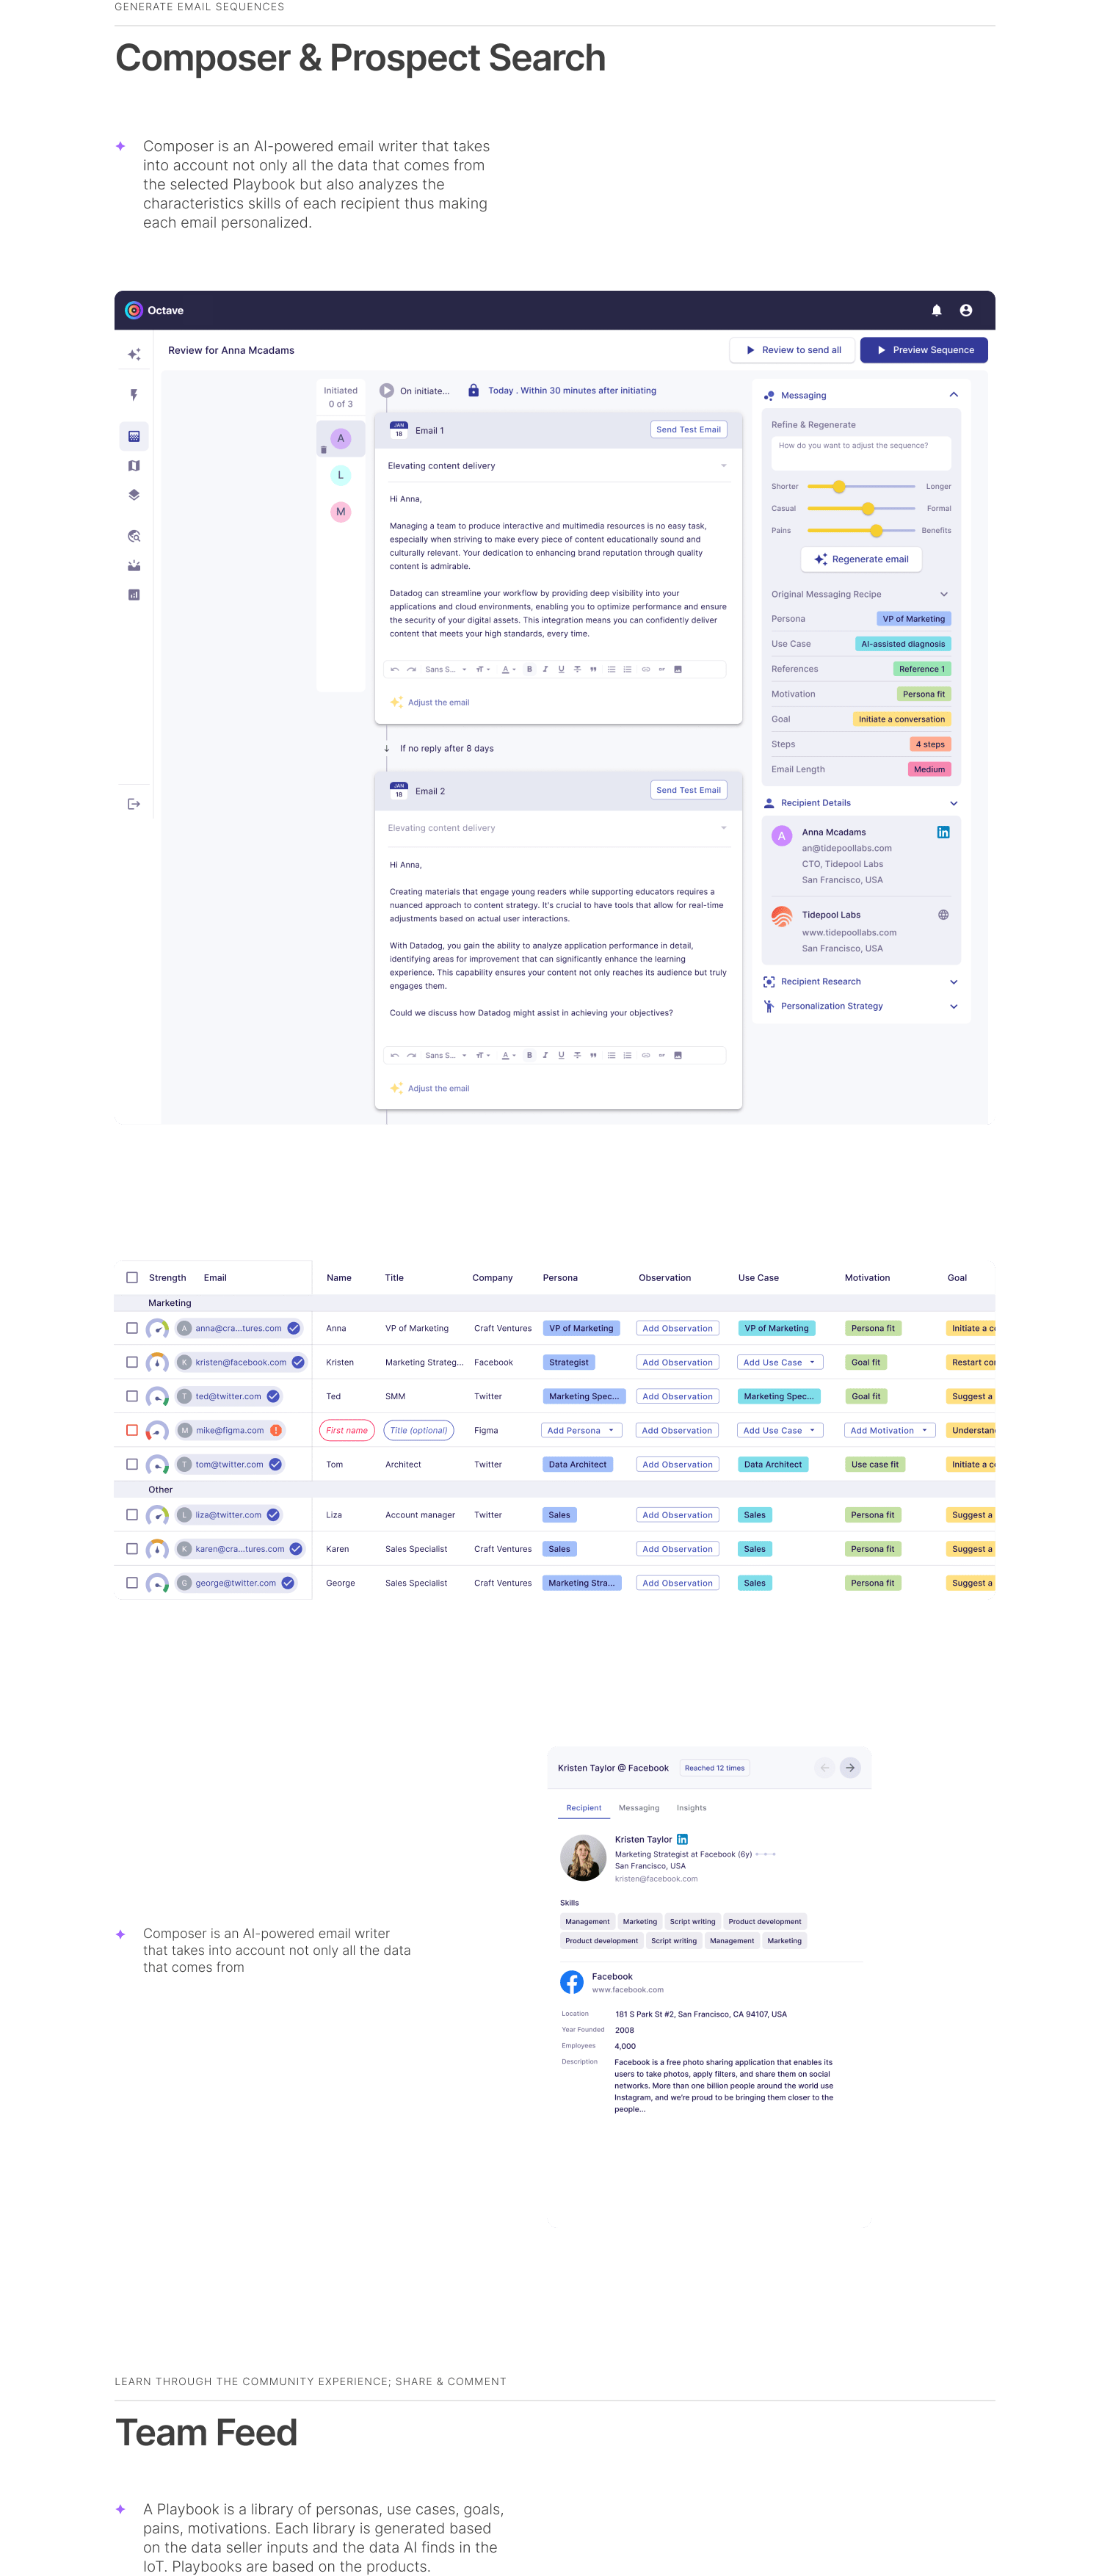 GENERATE EMAIL SEQUENCES
Composer & Prospect Search
Composer is an AI-powered email writer that takes
into account not only all the data that comes from
the selected Playbook but also analyzes the
characteristics skills of each recipient thus making
each email personalized.
Octave
Review for Anna Mcadams
Review to send all
Preview Sequence
Initiated
0 of 3
A
L
M
On initiate...
Today . Within 30 minutes after initiating
JAN
18
Email 1
Send Test Email
Elevating content delivery
Hi Anna,
Managing a team to produce interactive and multimedia resources is no easy task,
especially when striving to make every piece of content educationally sound and
culturally relevant. Your dedication to enhancing brand reputation through quality
content is admirable.
Datadog can streamline your workflow by providing deep visibility into your
applications and cloud environments, enabling you to optimize performance and ensure
the security of your digital assets. This integration means you can confidently deliver
content that meets your high standards, every time.
Sans S...
Adjust the email
If no reply after 8 days
JAN
18
Email 2
Send Test Email
Elevating content delivery
Hi Anna,
Creating materials that engage young readers while supporting educators requires a
nuanced approach to content strategy. It's crucial to have tools that allow for real-time
adjustments based on actual user interactions.
With Datadog, you gain the ability to analyze application performance in detail,
identifying areas for improvement that can significantly enhance the learning
experience. This capability ensures your content not only reaches its audience but truly
engages them.
Could we discuss how Datadog might assist in achieving your objectives?
Sans S...
Adjust the email
Messaging
Refine & Regenerate
How do you want to adjust the sequence?
Shorter Longer
Casual Formal
Pains Benefits
Regenerate email
Original Messaging Recipe
Persona VP of Marketing
Use Case AI-assisted diagnosis
References Reference 1
Motivation Persona fit
Goal Initiate a conversation
Steps 4 steps
Email Length Medium
Recipient Details
A Anna Mcadams
an@tidepoollabs.com
CTO, Tidepool Labs
San Francisco, USA
Tidepool Labs
www.tidepoollabs.com
San Francisco, USA
Recipient Research
Personalization Strategy
Strength Email Name Title Company Persona Observation Use Case Motivation Goal
Marketing
A anna@cra...tures.com Anna VP of Marketing Craft Ventures VP of Marketing Add Observation VP of Marketing Persona fit Initiate a c
K kristen@facebook.com Kristen Marketing Strateg... Facebook Strategist Add Observation Add Use Case Goal fit Restart co
T ted@twitter.com Ted SMM Twitter Marketing Spec... Add Observation Marketing Spec... Goal fit Suggest a
M mike@figma.com First name Title (optional) Figma Add Persona Add Observation Add Use Case Add Motivation Understan
T tom@twitter.com Tom Architect Twitter Data Architect Add Observation Data Architect Use case fit Initiate a c
Other
L liza@twitter.com Liza Account manager Twitter Sales Add Observation Sales Persona fit Suggest a
K karen@cra...tures.com Karen Sales Specialist Craft Ventures Sales Add Observation Sales Persona fit Suggest a
G george@twitter.com George Sales Specialist Craft Ventures Marketing Stra... Add Observation Sales Persona fit Suggest a
Composer is an AI-powered email writer
that takes into account not only all the data
that comes from
Kristen Taylor @ Facebook Reached 12 times
Recipient Messaging Insights
Kristen Taylor
Marketing Strategist at Facebook (6y)
San Francisco, USA
kristen@facebook.com
Skills
Management Marketing Script writing Product development
Product development Script writing Management Marketing
Facebook
www.facebook.com
Location 181 S Park St #2, San Francisco, CA 94107, USA
Year Founded 2008
Employees 4,000
Description Facebook is a free photo sharing application that enables its
users to take photos, apply filters, and share them on social
networks. More than one billion people around the world use
Instagram, and we're proud to be bringing them closer to the
people...
LEARN THROUGH THE COMMUNITY EXPERIENCE; SHARE & COMMENT
Team Feed
A Playbook is a library of personas, use cases, goals,
pains, motivations. Each library is generated based
on the data seller inputs and the data AI finds in the
IoT. Playbooks are based on the products.